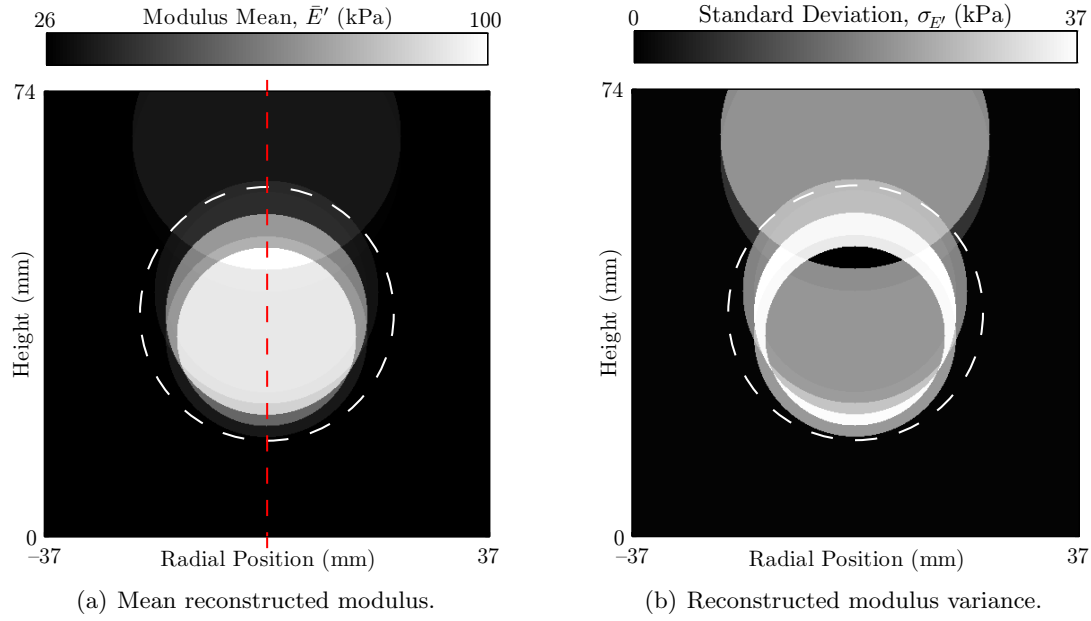 26 Modulus Mean, Ē′ (kPa) 100
74
Height (mm)
0
–37 Radial Position (mm) 37
(a) Mean reconstructed modulus.
0 Standard Deviation, σE′ (kPa) 37
74
Height (mm)
0
–37 Radial Position (mm) 37
(b) Reconstructed modulus variance.